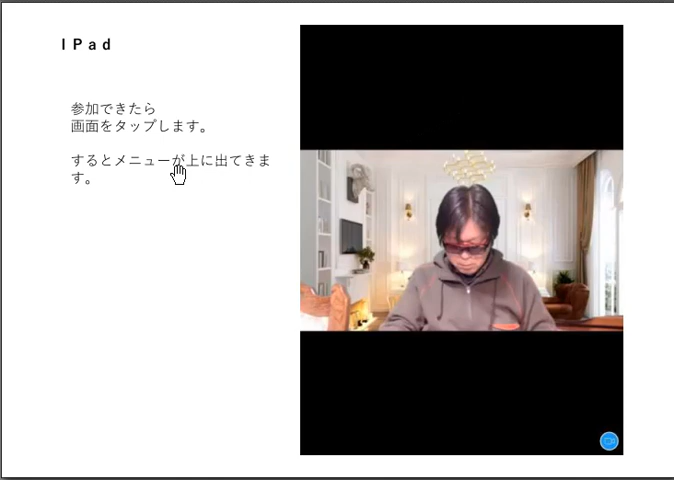 ＩＰａｄ
参加できたら
画面をタップします。
するとメニューが上に出てきま
す。